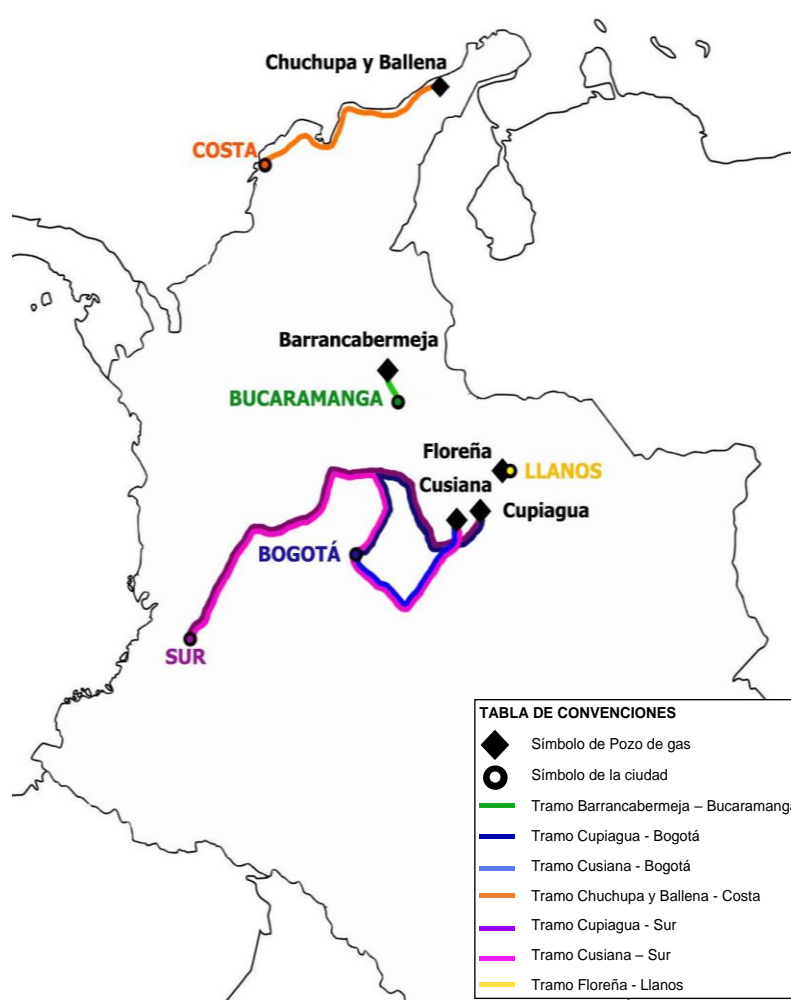 Chuchupa y Ballena
COSTA
Barrancabermeja
BUCARAMANGA
Floreña
LLANOS
Cusiana
Cupiagua
BOGOTÁ
SUR
TABLA DE CONVENCIONES
Símbolo de Pozo de gas
Símbolo de la ciudad
Tramo Barrancabermeja – Bucaramanga
Tramo Cupiagua - Bogotá
Tramo Cusiana - Bogotá
Tramo Chuchupa y Ballena - Costa
Tramo Cupiagua - Sur
Tramo Cusiana – Sur
Tramo Floreña - Llanos